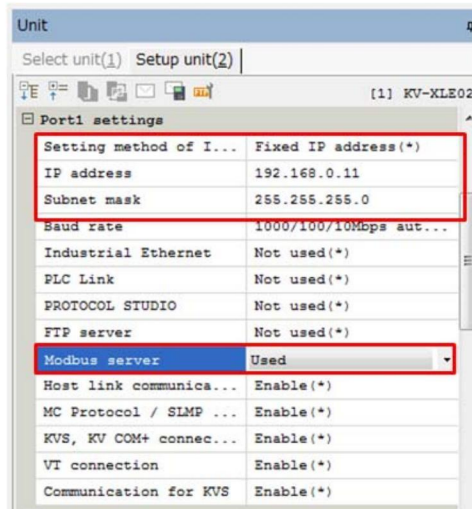 Unit
Select unit(1) Setup unit(2)
[1] KV-XLE02
Port1 settings
Setting method of I... Fixed IP address(*)
IP address 192.168.0.11
Subnet mask 255.255.255.0
Baud rate 1000/100/10Mbps aut...
Industrial Ethernet Not used(*)
PLC Link Not used(*)
PROTOCOL STUDIO Not used(*)
FTP server Not used(*)
Modbus server Used
Host link communica... Enable(*)
MC Protocol / SLMP ... Enable(*)
KVS, KV COM+ connec... Enable(*)
VT connection Enable(*)
Communication for KVS Enable(*)